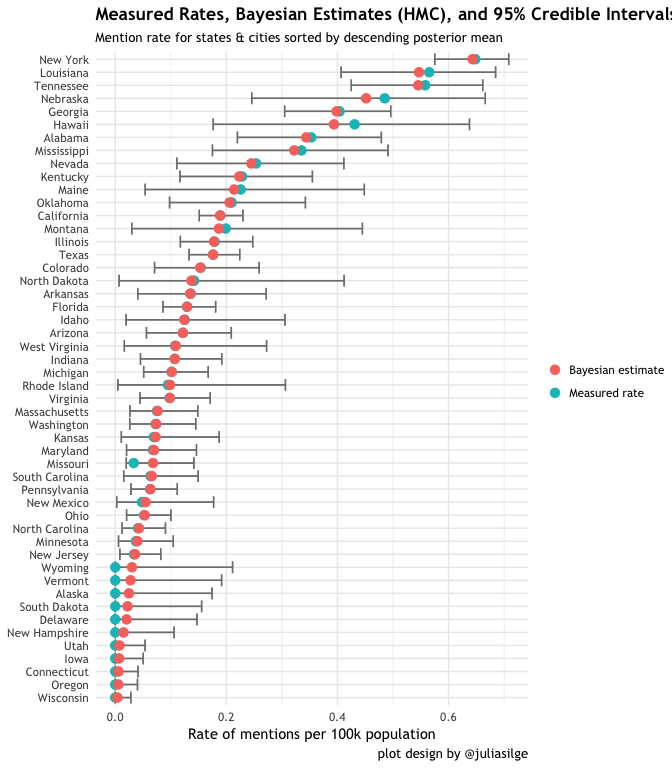 Measured Rates, Bayesian Estimates (HMC), and 95% Credible Intervals
Mention rate for states & cities sorted by descending posterior mean
New York
Louisiana
Tennessee
Nebraska
Georgia
Hawaii
Alabama
Mississippi
Nevada
Kentucky
Maine
Oklahoma
California
Montana
Illinois
Texas
Colorado
North Dakota
Arkansas
Florida
Idaho
Arizona
West Virginia
Indiana
Michigan
Rhode Island
Virginia
Massachusetts
Washington
Kansas
Maryland
Missouri
South Carolina
Pennsylvania
New Mexico
Ohio
North Carolina
Minnesota
New Jersey
Wyoming
Vermont
Alaska
South Dakota
Delaware
New Hampshire
Utah
Iowa
Connecticut
Oregon
Wisconsin
0.0 0.2 0.4 0.6
Rate of mentions per 100k population
plot design by @juliasilge
Bayesian estimate
Measured rate